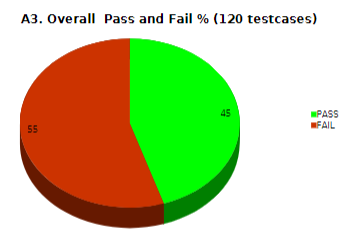 A3. Overall  Pass and Fail % (120 testcases)
45
55
PASS
FAIL